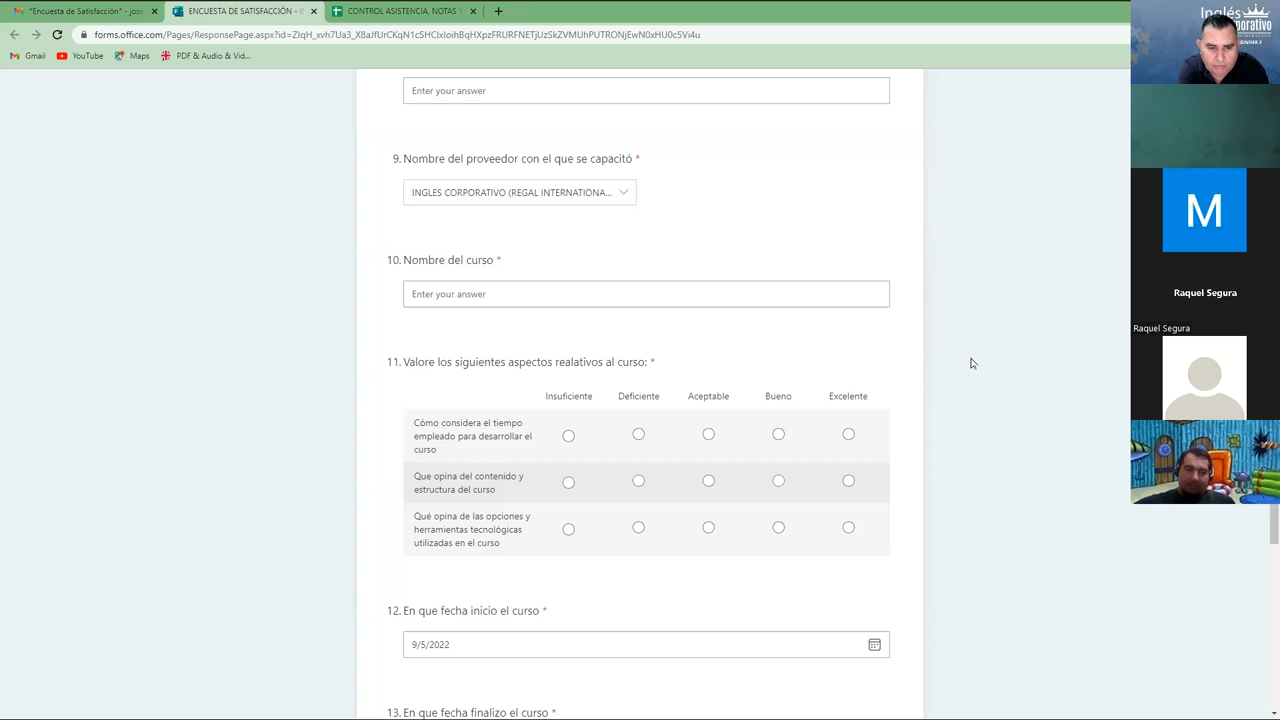 "Encuesta de Satisfacción" - jose
ENCUESTA DE SATISFACCIÓN -
CONTROL ASISTENCIA, NOTAS Y
forms.office.com/Pages/ResponsePage.aspx?id=
Gmail
YouTube
Maps
PDF & Audio & Vid...
Inglés
Enter your answer
9. Nombre del proveedor con el que se capacitó *
INGLES CORPORATIVO (REGAL INTERNATIONA...
10. Nombre del curso *
Enter your answer
11. Valore los siguientes aspectos realativos al curso: *
Insuficiente Deficiente Aceptable Bueno Excelente
Cómo considera el tiempo
empleado para desarrollar el
curso
Que opina del contenido y
estructura del curso
Qué opina de las opciones y
herramientas tecnológicas
utilizadas en el curso
12. En que fecha inicio el curso *
9/5/2022
13. En que fecha finalizo el curso *
M
Raquel Segura
Raquel Segura